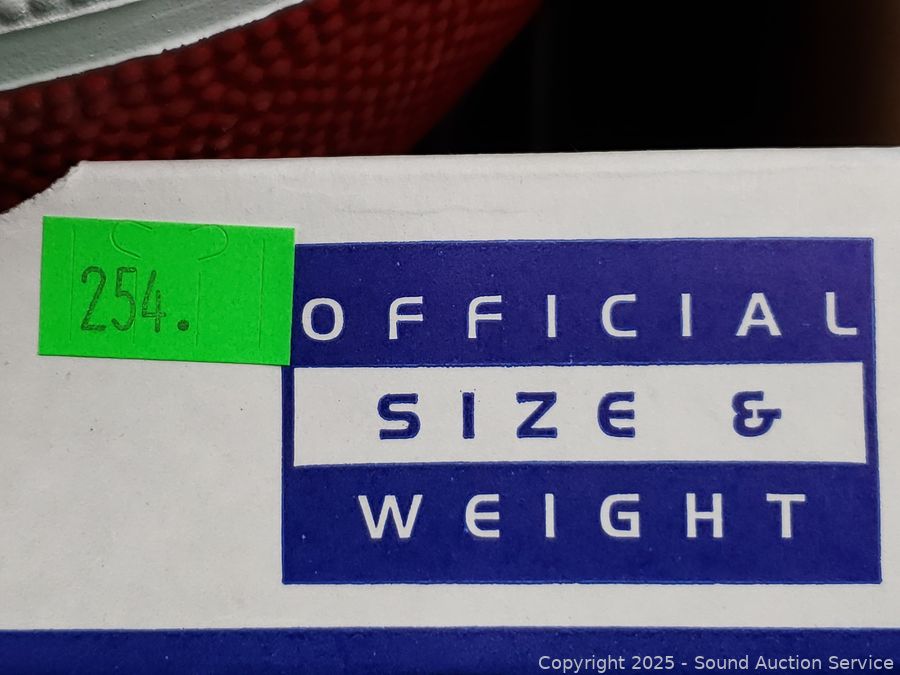 254.
OFFICIAL
SIZE &
WEIGHT
Copyright 2025 - Sound Auction Service